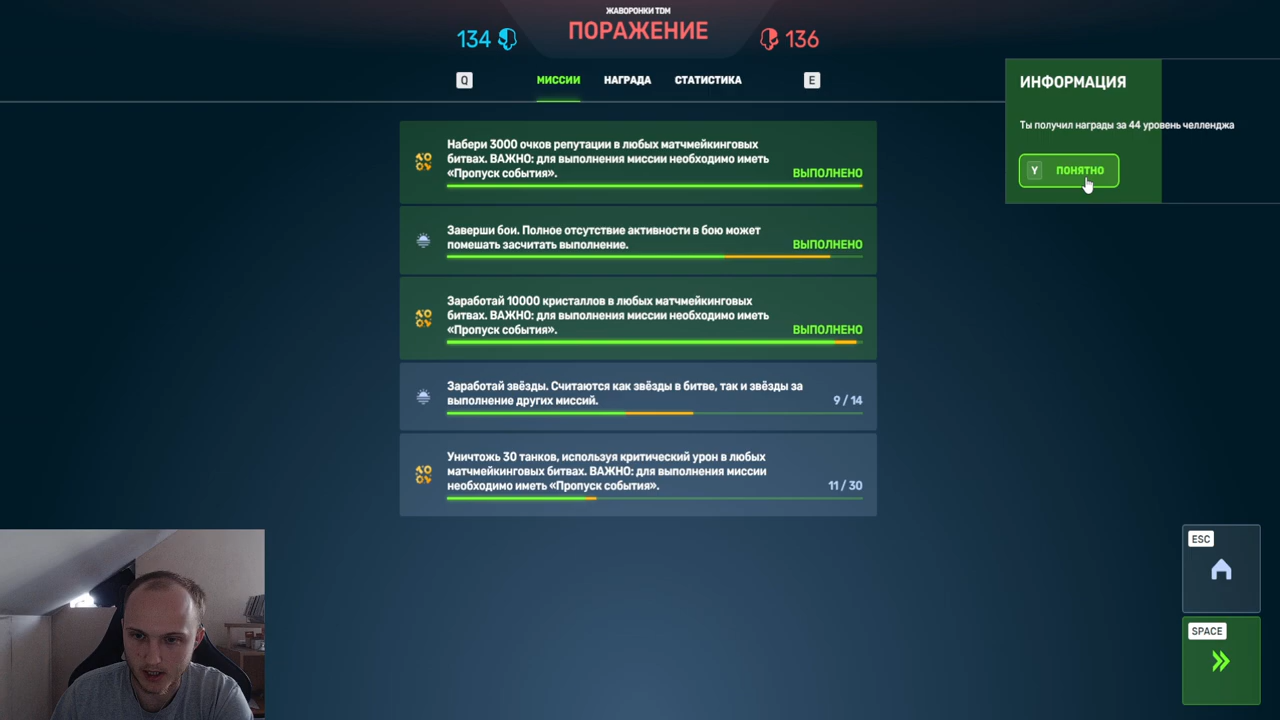 ЖАВОРОНКИ TDM
134
ПОРАЖЕНИЕ
136
Q
МИССИИ
НАГРАДА
СТАТИСТИКА
E
ИНФОРМАЦИЯ
Ты получил награды за 44 уровень челленджа
Y ПОНЯТНО
Набери 3000 очков репутации в любых матчмейкинговых
битвах. ВАЖНО: для выполнения миссии необходимо иметь
«Пропуск события».
ВЫПОЛНЕНО
Заверши бои. Полное отсутствие активности в бою может
помешать засчитать выполнение.
ВЫПОЛНЕНО
Заработай 10000 кристаллов в любых матчмейкинговых
битвах. ВАЖНО: для выполнения миссии необходимо иметь
«Пропуск события».
ВЫПОЛНЕНО
Заработай звёзды. Считаются как звёзды в битве, так и звёзды за
выполнение других миссий.
9 / 14
Уничтожь 30 танков, используя критический урон в любых
матчмейкинговых битвах. ВАЖНО: для выполнения миссии
необходимо иметь «Пропуск события».
11 / 30
ESC
SPACE